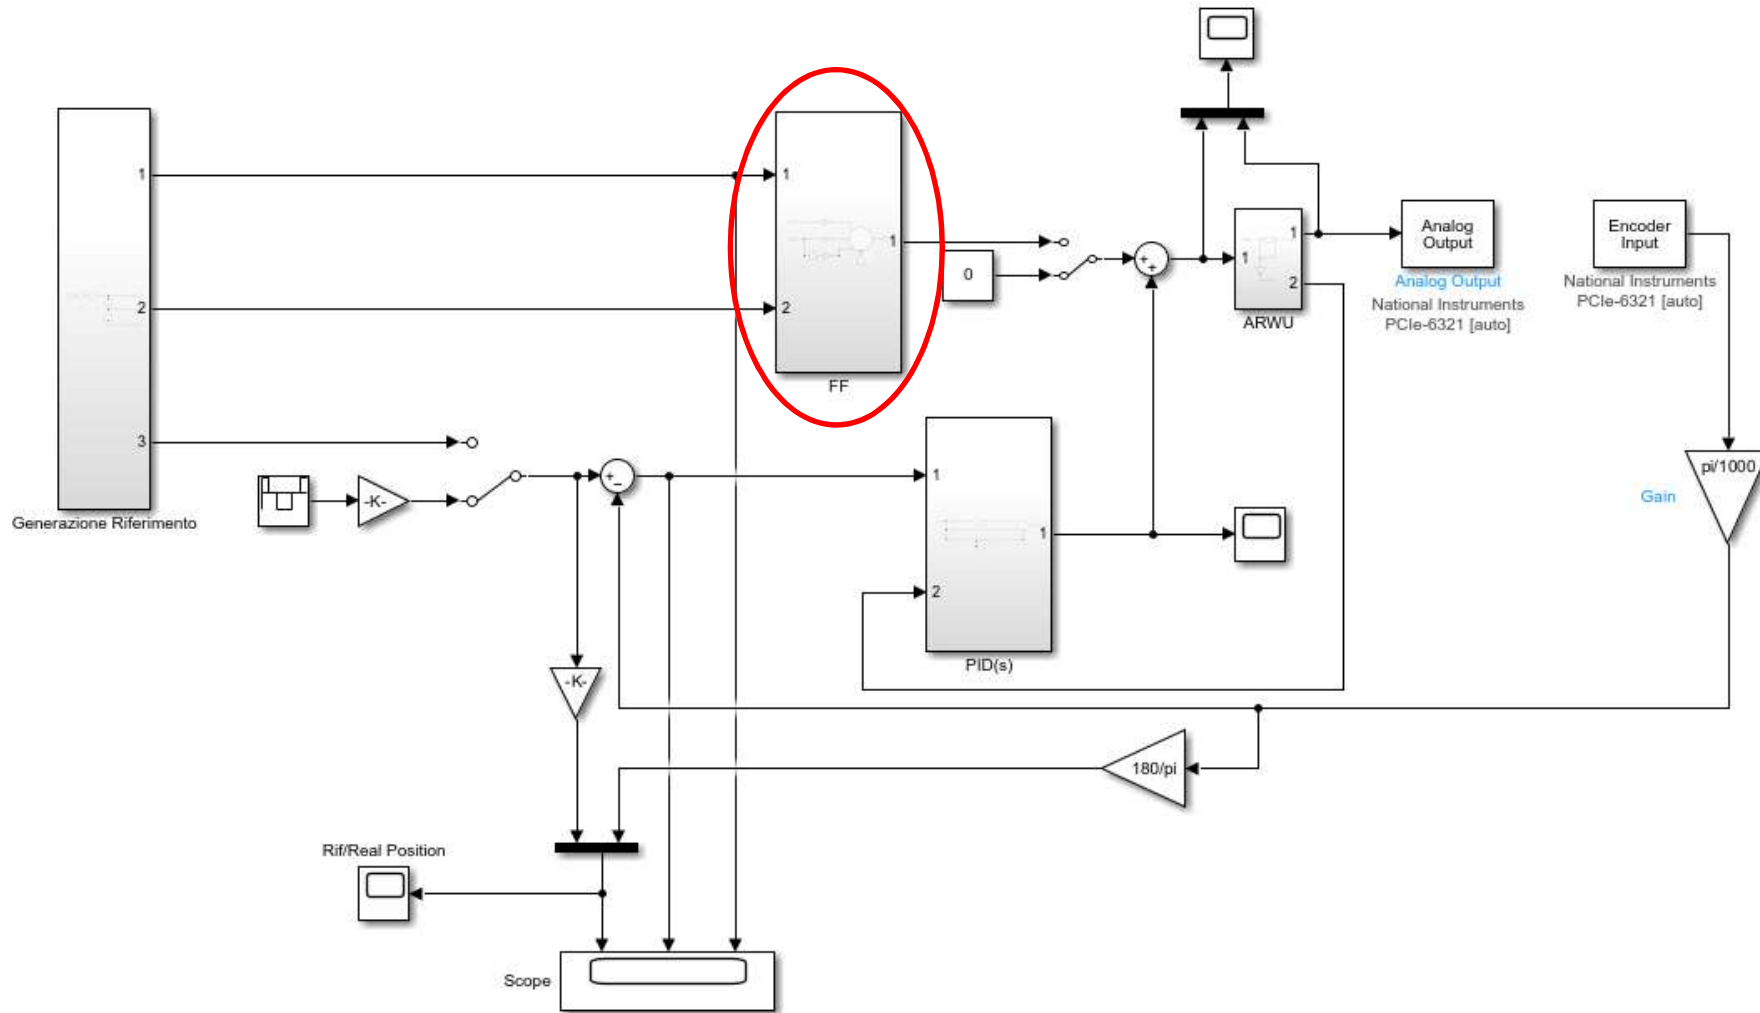 1
2
3
Generazione Riferimento
-K-
1
2
1
FF
0
+
+
1
1
2
ARWU
Analog
Output
Analog Output
National Instruments
PCIe-6321 [auto]
Encoder
Input
National Instruments
PCIe-6321 [auto]
+
-
1
2
1
PID(s)
pi/1000
Gain
-K-
180/pi
Rif/Real Position
Scope